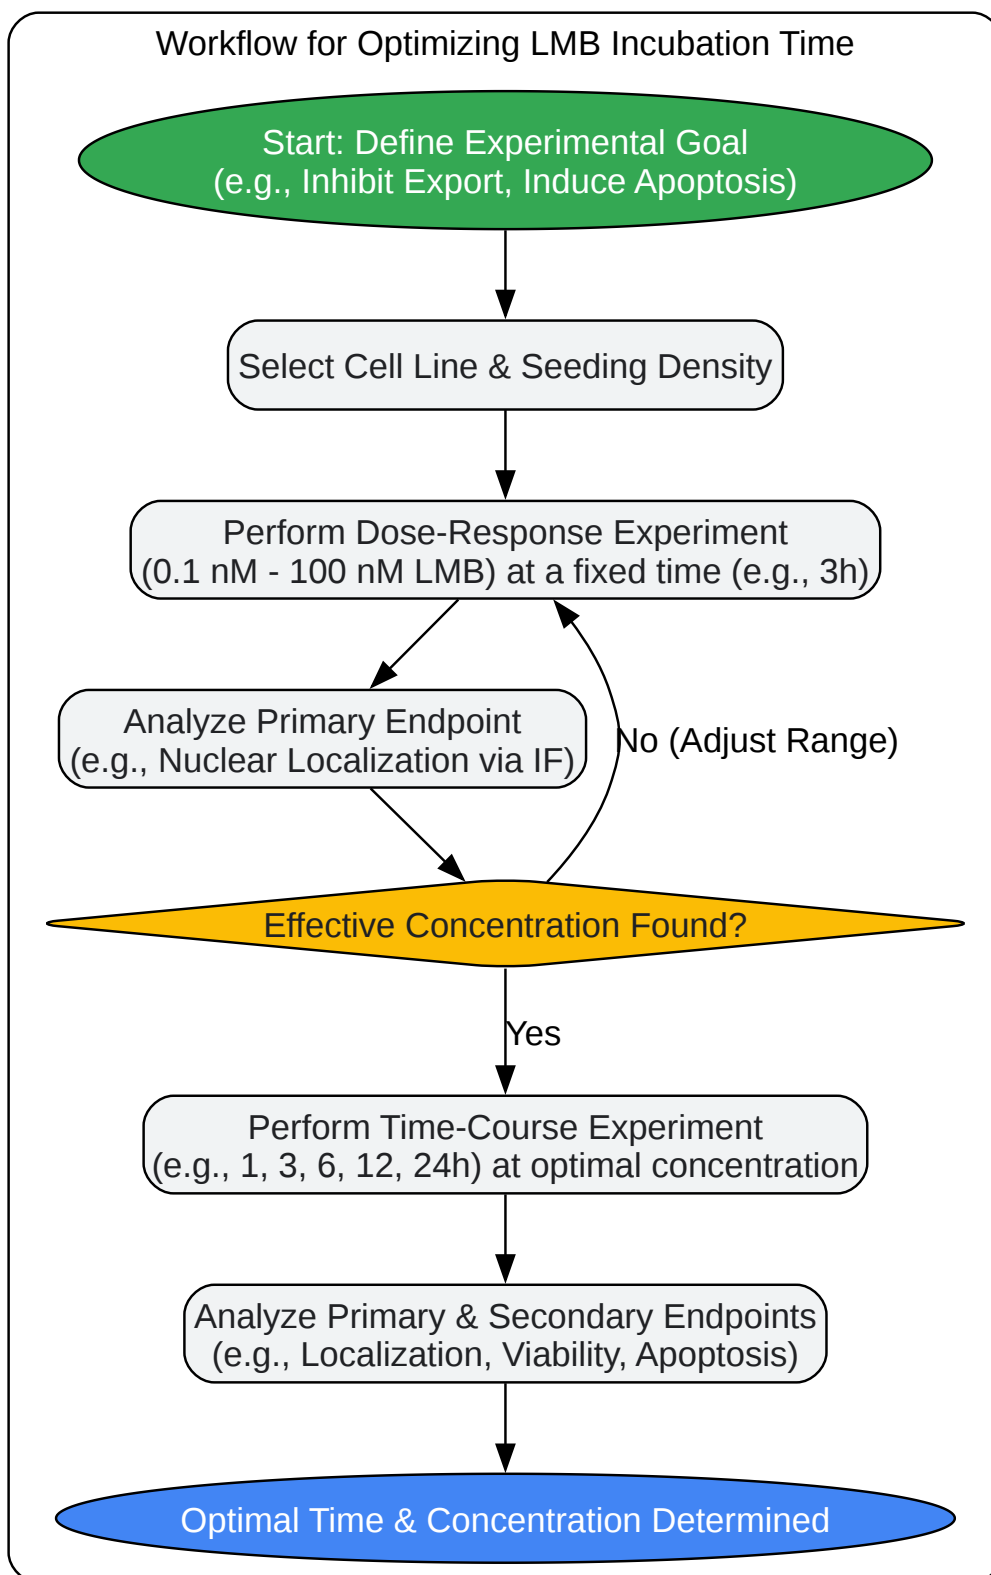 Workflow for Optimizing LMB Incubation Time
Start: Define Experimental Goal
(e.g., Inhibit Export, Induce Apoptosis)
Select Cell Line & Seeding Density
Perform Dose-Response Experiment
(0.1 nM - 100 nM LMB) at a fixed time (e.g., 3h)
Analyze Primary Endpoint
(e.g., Nuclear Localization via IF)
No (Adjust Range)
Effective Concentration Found?
Yes
Perform Time-Course Experiment
(e.g., 1, 3, 6, 12, 24h) at optimal concentration
Analyze Primary & Secondary Endpoints
(e.g., Localization, Viability, Apoptosis)
Optimal Time & Concentration Determined